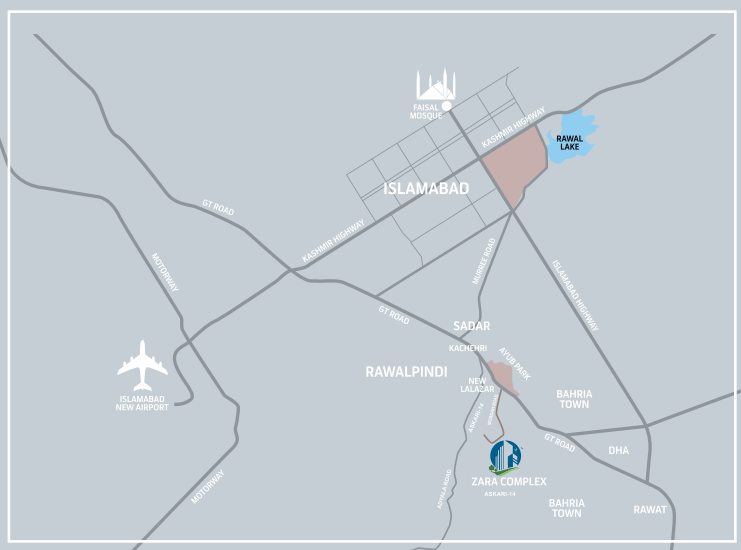 FAISAL
MOSQUE
KASHMIR HIGHWAY
RAWAL
LAKE
ISLAMABAD
GT ROAD
KASHMIR HIGHWAY
MURREE ROAD
MOTORWAY
ISLAMABAD HIGHWAY
GT ROAD
SADAR
KACHEHRI
AYUB PARK
RAWALPINDI
NEW
LALAZAR
ISLAMABAD
NEW AIRPORT
BAHRIA
TOWN
ASKARI-14
GT ROAD
DHA
ADYALA ROAD
ZARA COMPLEX
ASKARI-14
MOTORWAY
BAHRIA
TOWN
RAWAT